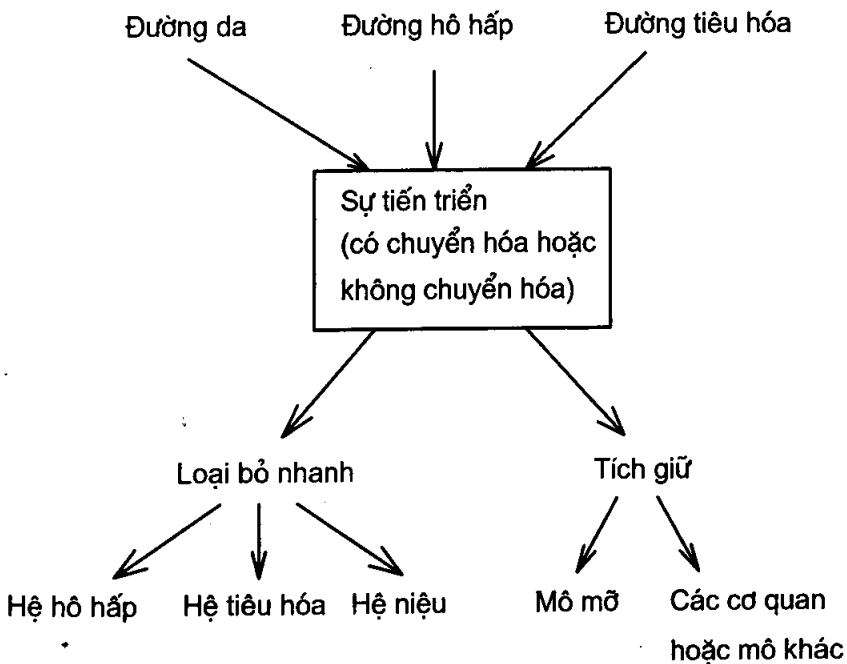 Đường da Đường hô hấp Đường tiêu hóa
Sự tiến triển
(có chuyển hóa hoặc
không chuyển hóa)
Loại bỏ nhanh Tích giữ
Hệ hô hấp Hệ tiêu hóa Hệ niệu Mô mỡ Các cơ quan
hoặc mô khác